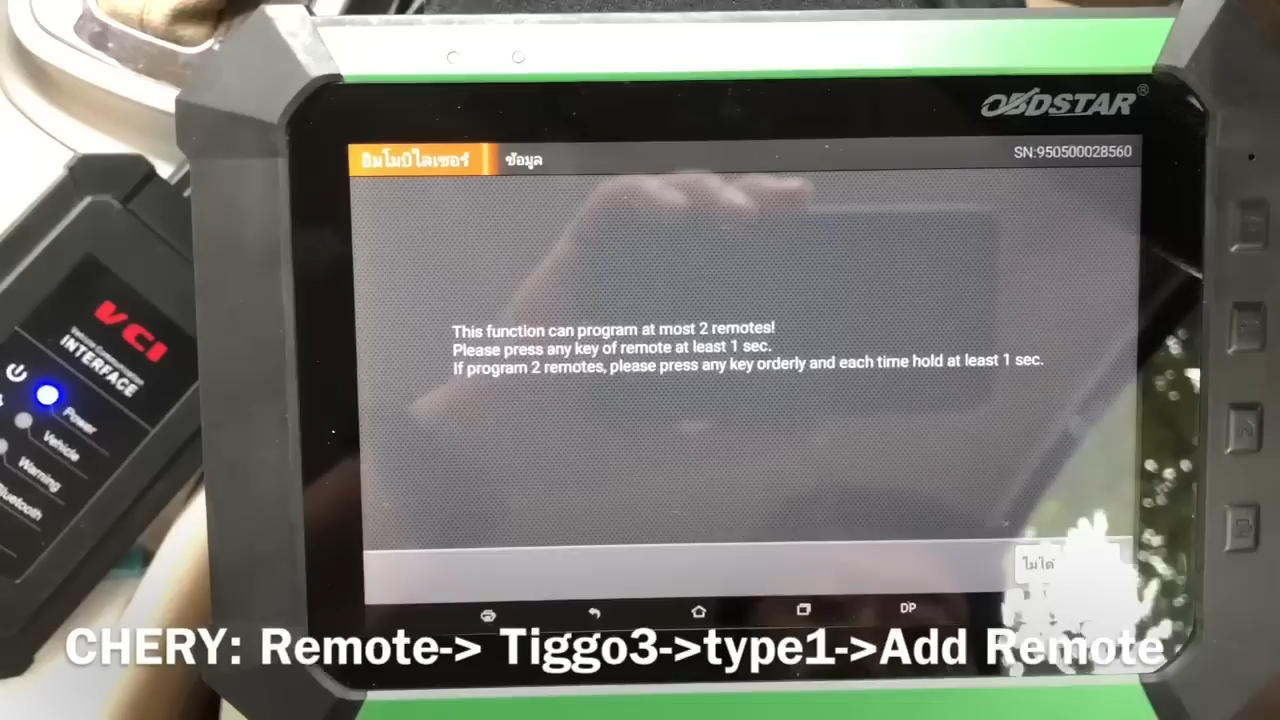 OBDSTAR®
อิมโมบิไลเซอร์ ข้อมูล SN:950500028560
This function can program at most 2 remotes!
Please press any key of remote at least 1 sec.
If program 2 remotes, please press any key orderly and each time hold at least 1 sec.
ไม่ได้
DP
VCI
Vehicle Communication
INTERFACE
Power
Vehicle
Warning
Bluetooth
CHERY: Remote-> Tiggo3->type1->Add Remote